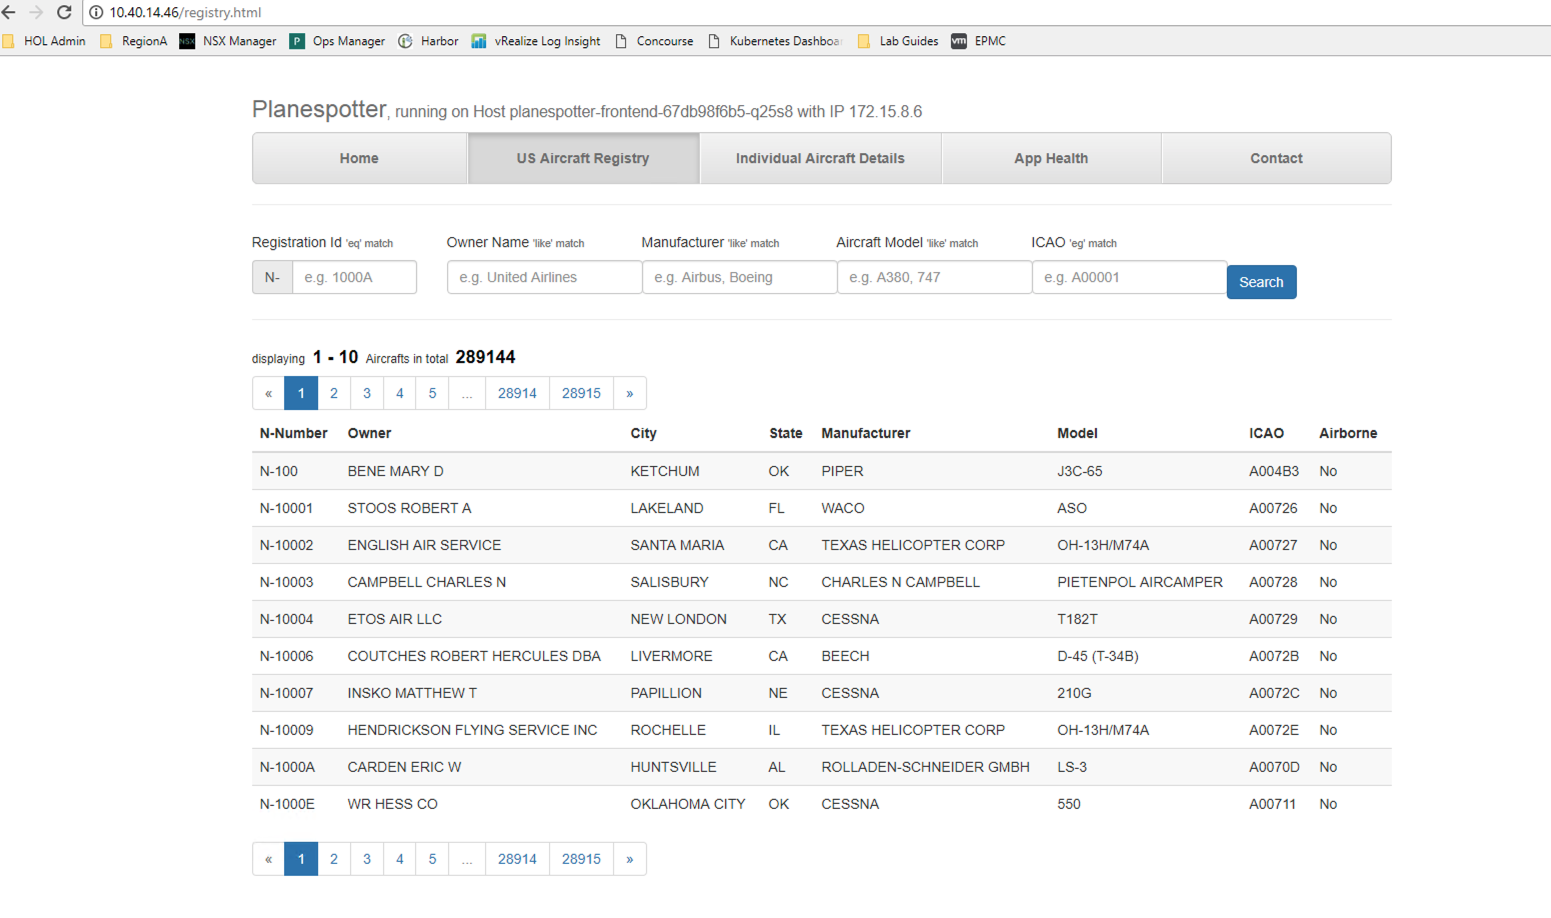 10.40.14.46/registry.html
HOL Admin RegionA NSX NSX Manager P Ops Manager Harbor vRealize Log Insight Concourse Kubernetes Dashboa Lab Guides vm EPMC
Planespotter, running on Host planespotter-frontend-67db98f6b5-q25s8 with IP 172.15.8.6
Home US Aircraft Registry Individual Aircraft Details App Health Contact
Registration Id 'eq' match Owner Name 'like' match Manufacturer 'like' match Aircraft Model 'like' match ICAO 'eg' match
N- e.g. 1000A e.g. United Airlines e.g. Airbus, Boeing e.g. A380, 747 e.g. A00001 Search
displaying 1 - 10 Aircrafts in total 289144
« 1 2 3 4 5 ... 28914 28915 »
N-Number Owner City State Manufacturer Model ICAO Airborne
N-100 BENE MARY D KETCHUM OK PIPER J3C-65 A004B3 No
N-10001 STOOS ROBERT A LAKELAND FL WACO ASO A00726 No
N-10002 ENGLISH AIR SERVICE SANTA MARIA CA TEXAS HELICOPTER CORP OH-13H/M74A A00727 No
N-10003 CAMPBELL CHARLES N SALISBURY NC CHARLES N CAMPBELL PIETENPOL AIRCAMPER A00728 No
N-10004 ETOS AIR LLC NEW LONDON TX CESSNA T182T A00729 No
N-10006 COUTCHES ROBERT HERCULES DBA LIVERMORE CA BEECH D-45 (T-34B) A0072B No
N-10007 INSKO MATTHEW T PAPILLION NE CESSNA 210G A0072C No
N-10009 HENDRICKSON FLYING SERVICE INC ROCHELLE IL TEXAS HELICOPTER CORP OH-13H/M74A A0072E No
N-1000A CARDEN ERIC W HUNTSVILLE AL ROLLADEN-SCHNEIDER GMBH LS-3 A0070D No
N-1000E WR HESS CO OKLAHOMA CITY OK CESSNA 550 A00711 No
« 1 2 3 4 5 ... 28914 28915 »